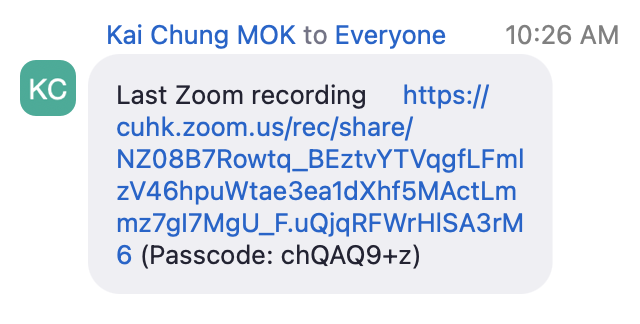 Kai Chung MOK to Everyone 10:26 AM
KC
Last Zoom recording https://
cuhk.zoom.us/rec/share/
NZ08B7Rowtq_BEztvYTVqgfLFml
zV46hpuWtae3ea1dXhf5MActLm
mz7gI7MgU_F.uQjqRFWrHlSA3rM
6 (Passcode: chQAQ9+z)